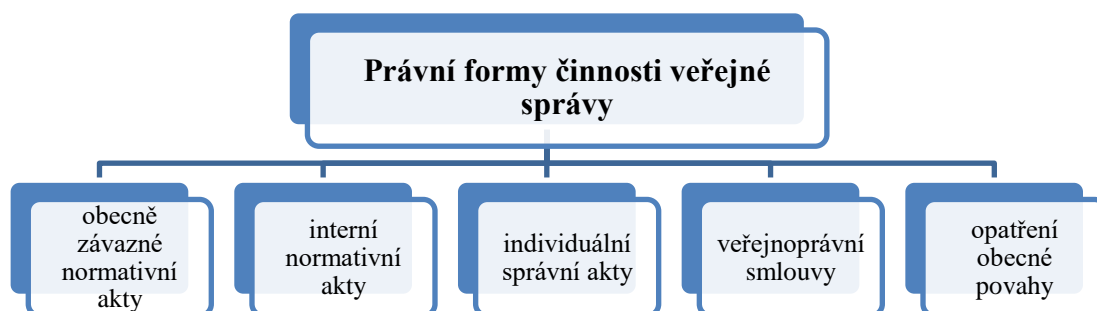 Právní formy činnosti veřejné
správy
obecně
závazné
normativní
akty
interní
normativní
akty
individuální
správní akty
veřejnoprávní
smlouvy
opatření
obecné
povahy